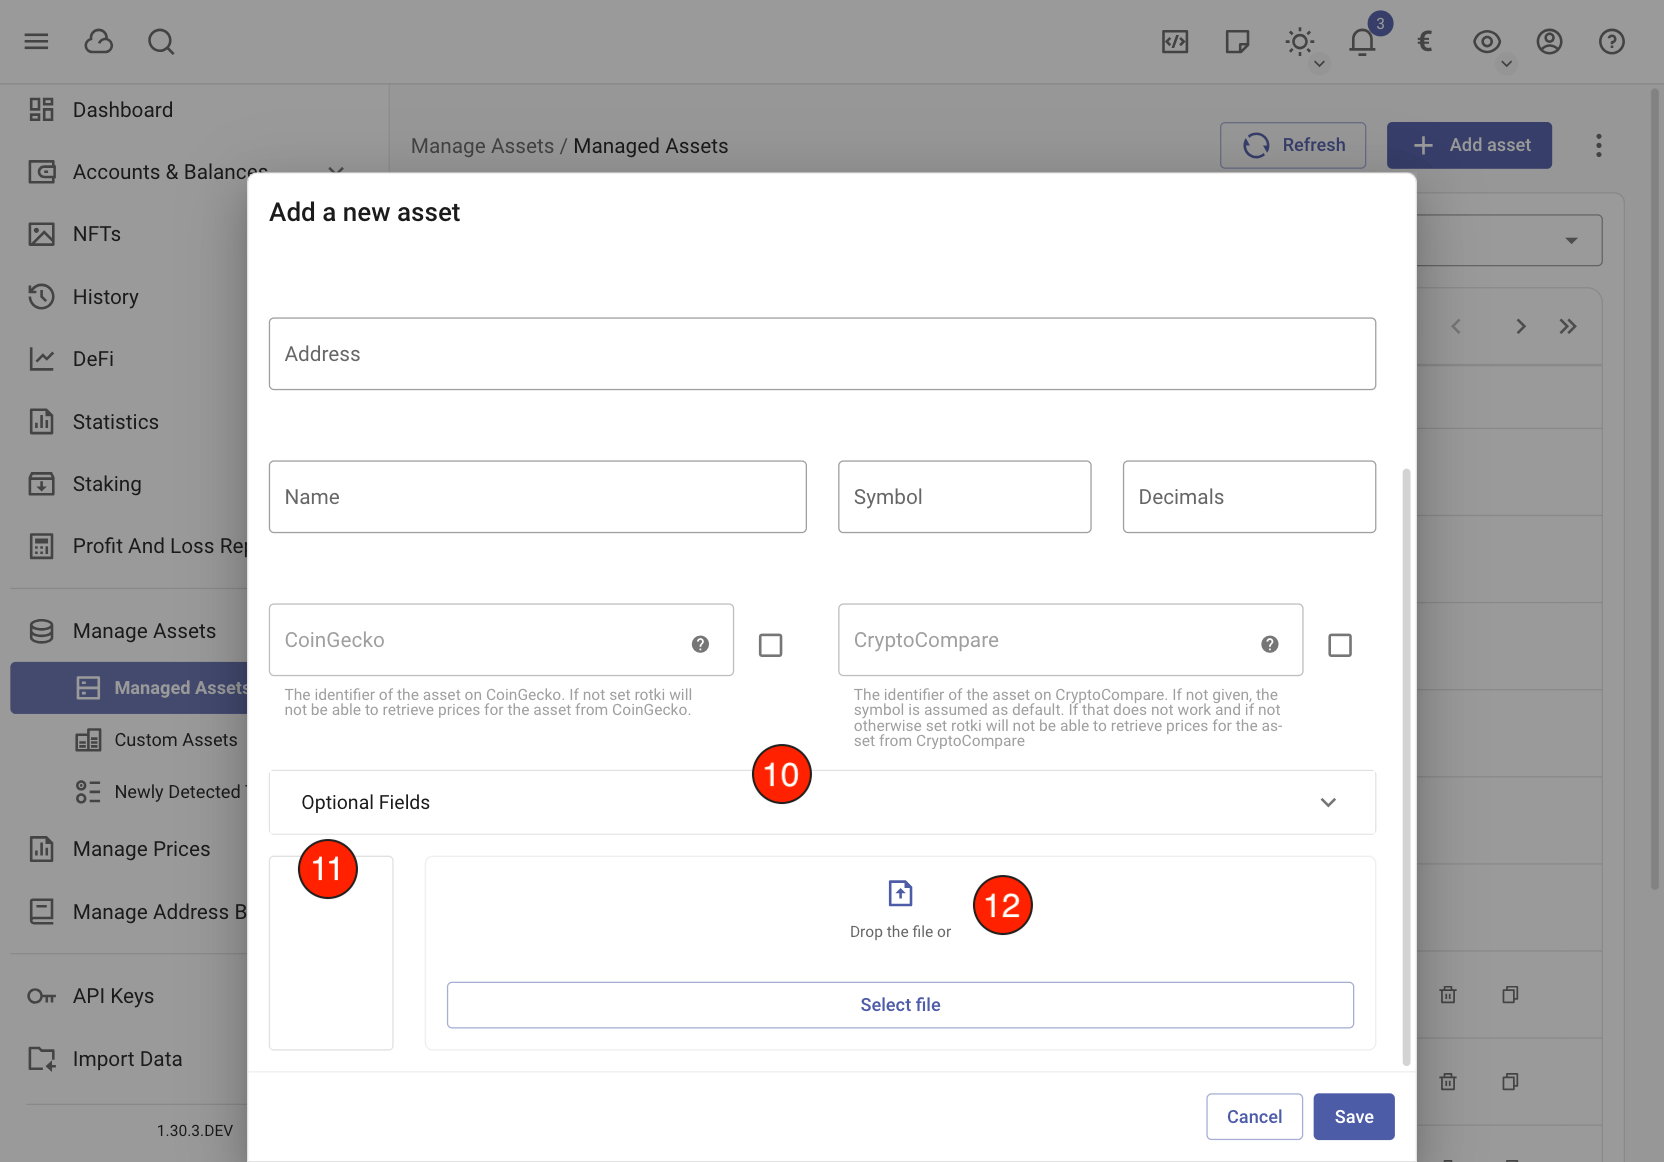 3
Dashboard
Accounts & Balances
NFTs
History
DeFi
Statistics
Staking
Profit And Loss Rep
Manage Assets
Managed Assets
Custom Assets
Newly Detected
Manage Prices
Manage Address B
API Keys
Import Data
1.30.3.DEV
Manage Assets / Managed Assets
Refresh
Add asset
Add a new asset
Address
Name
Symbol
Decimals
CoinGecko
The identifier of the asset on CoinGecko. If not set rotki will
not be able to retrieve prices for the asset from CoinGecko.
CryptoCompare
The identifier of the asset on CryptoCompare. If not given, the
symbol is assumed as default. If that does not work and if not
otherwise set rotki will not be able to retrieve prices for the as-
set from CryptoCompare
10
Optional Fields
11
12
Drop the file or
Select file
Cancel
Save